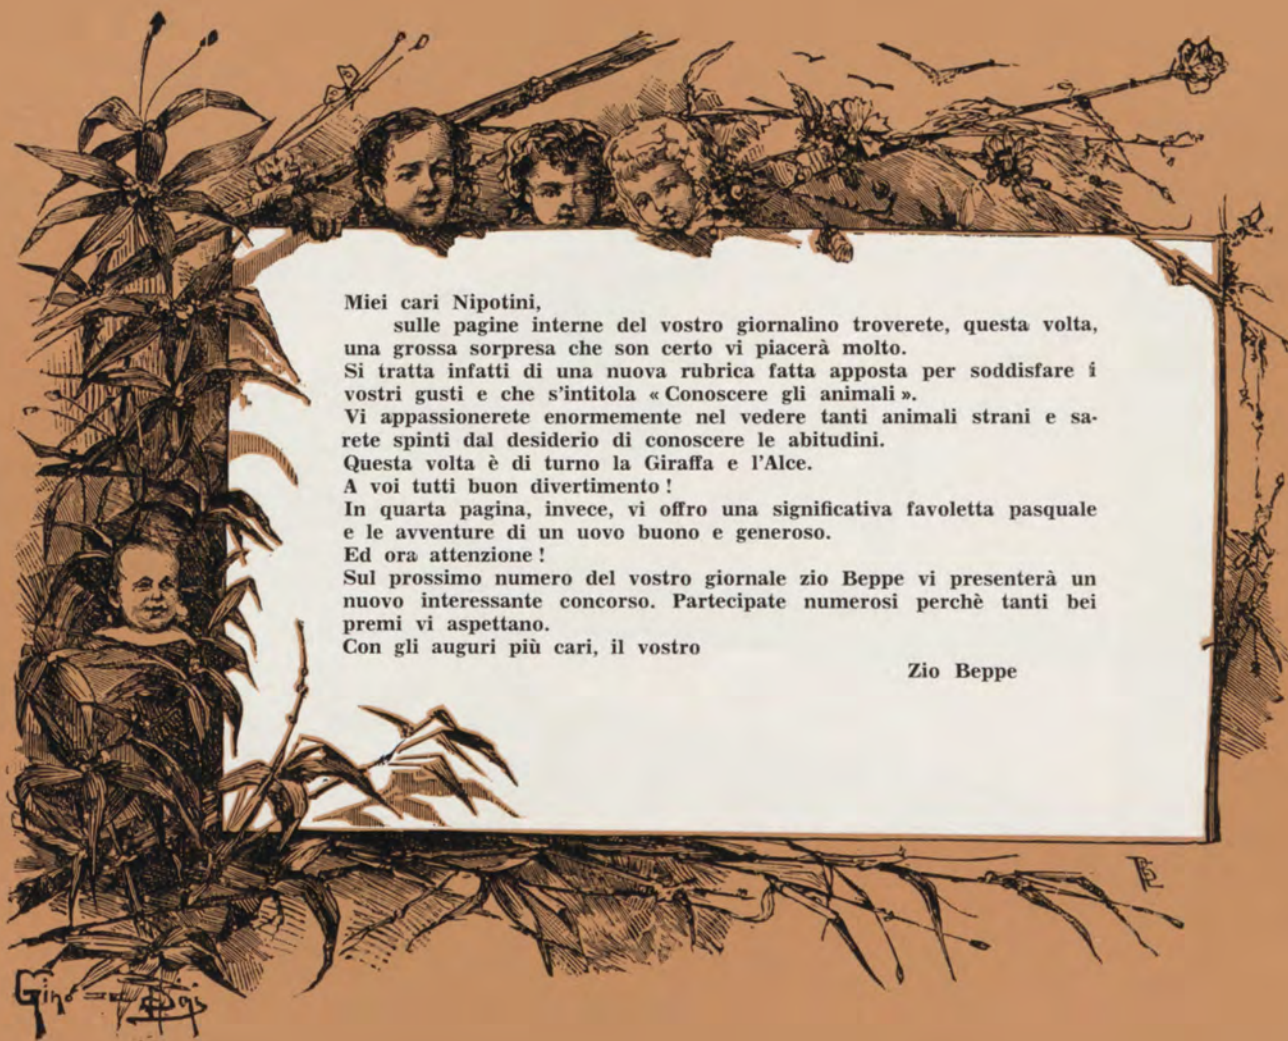 Miei cari Nipotini,
sulle pagine interne del vostro giornalino troverete, questa volta,
una grossa sorpresa che son certo vi piacerà molto.
Si tratta infatti di una nuova rubrica fatta apposta per soddisfare i
vostri gusti e che s'intitola « Conoscere gli animali ».
Vi appassionerete enormemente nel vedere tanti animali strani e sa-
rete spinti dal desiderio di conoscere le abitudini.
Questa volta è di turno la Giraffa e l'Alce.
A voi tutti buon divertimento !
In quarta pagina, invece, vi offro una significativa favoletta pasquale
e le avventure di un uovo buono e generoso.
Ed ora attenzione !
Sul prossimo numero del vostro giornale zio Beppe vi presenterà un
nuovo interessante concorso. Partecipate numerosi perchè tanti bei
premi vi aspettano.
Con gli auguri più cari, il vostro
Zio Beppe
Gino